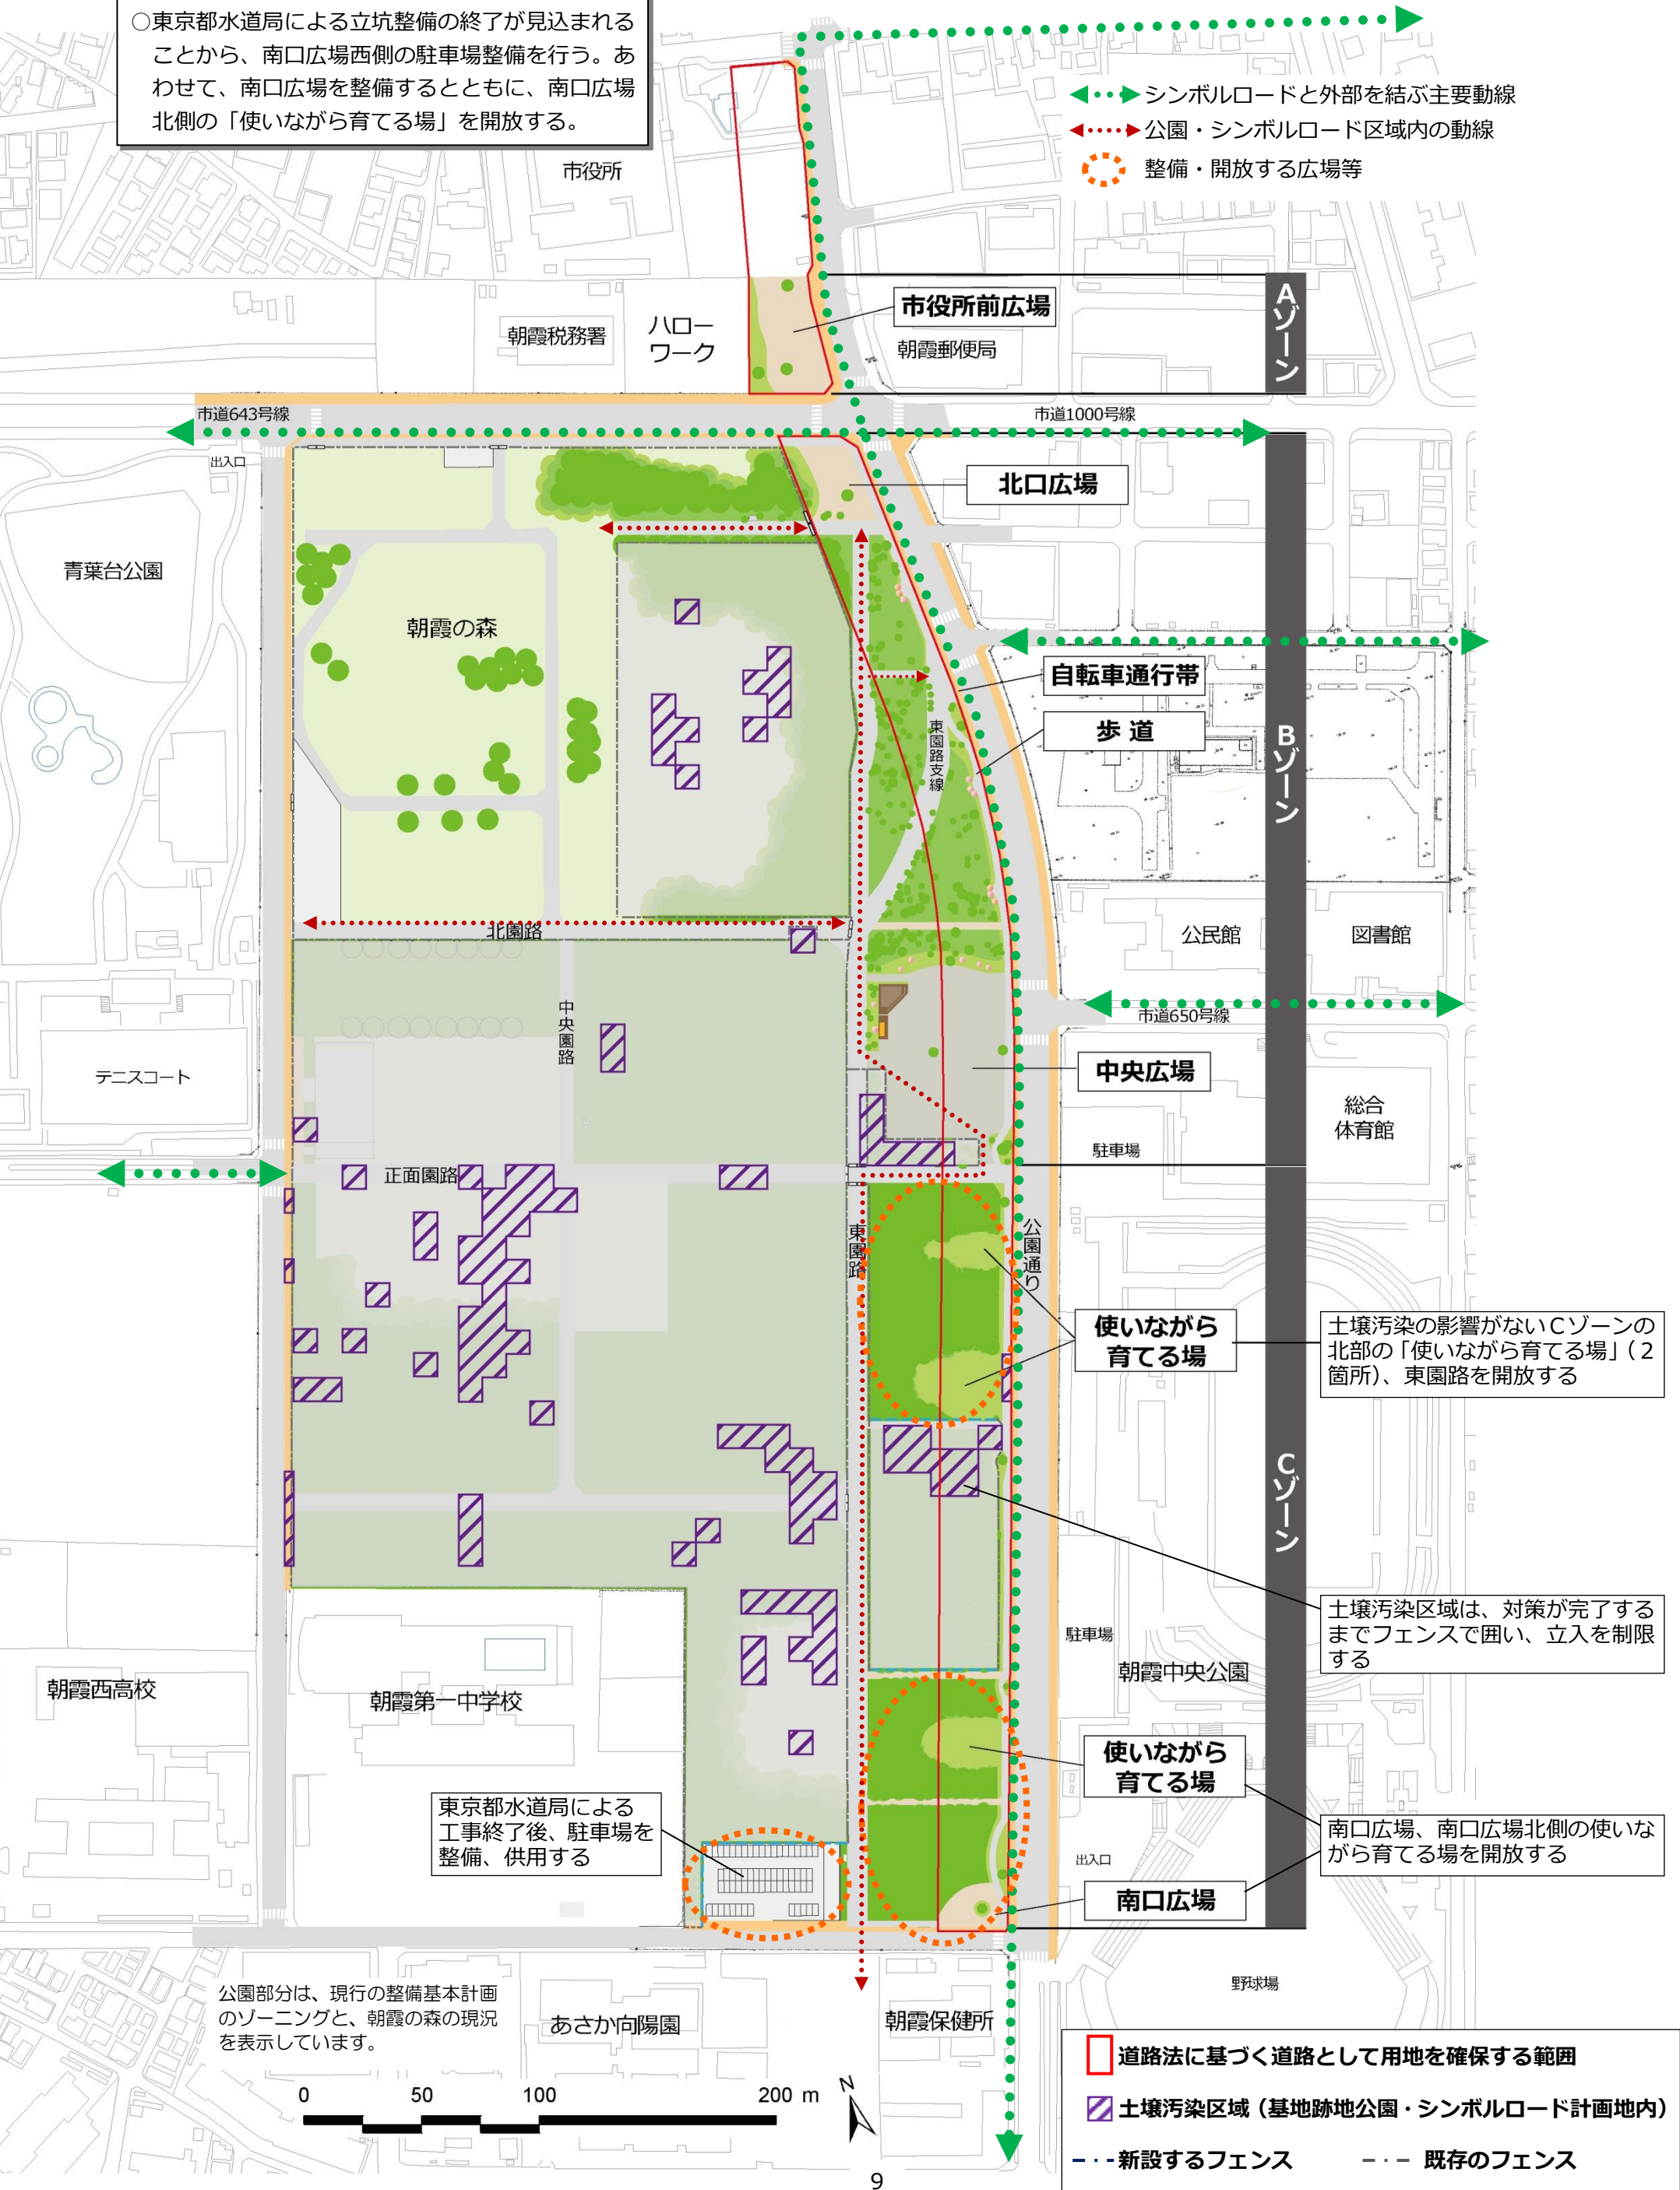 ○東京都水道局による立坑整備の終了が見込まれる
ことから、南口広場西側の駐車場整備を行う。あ
わせて、南口広場を整備するとともに、南口広場
北側の「使いながら育てる場」を開放する。
シンボルロードと外部を結ぶ主要動線
公園・シンボルロード区域内の動線
整備・開放する広場等
市役所
Aゾーン
市役所前広場
朝霞税務署
ハロー
ワーク
朝霞郵便局
市道643号線
市道1000号線
出入口
北口広場
青葉台公園
朝霞の森
自転車通行帯
歩 道
東園路支線
Bゾーン
北園路
公民館
図書館
中央園路
市道650号線
テニスコート
中央広場
総合
体育館
駐車場
正面園路
東園路
公園通り
使いながら
育てる場
土壌汚染の影響がないCゾーンの
北部の「使いながら育てる場」(2
箇所)、東園路を開放する
Cゾーン
土壌汚染区域は、対策が完了する
までフェンスで囲い、立入を制限
する
駐車場
朝霞中央公園
朝霞西高校
朝霞第一中学校
使いながら
育てる場
東京都水道局による
工事終了後、駐車場を
整備、供用する
南口広場、南口広場北側の使いな
がら育てる場を開放する
出入口
南口広場
野球場
公園部分は、現行の整備基本計画
のゾーニングと、朝霞の森の現況
を表示しています。
あさか向陽園
朝霞保健所
0 50 100 200 m
N
道路法に基づく道路として用地を確保する範囲
土壌汚染区域(基地跡地公園・シンボルロード計画地内)
新設するフェンス
既存のフェンス
9